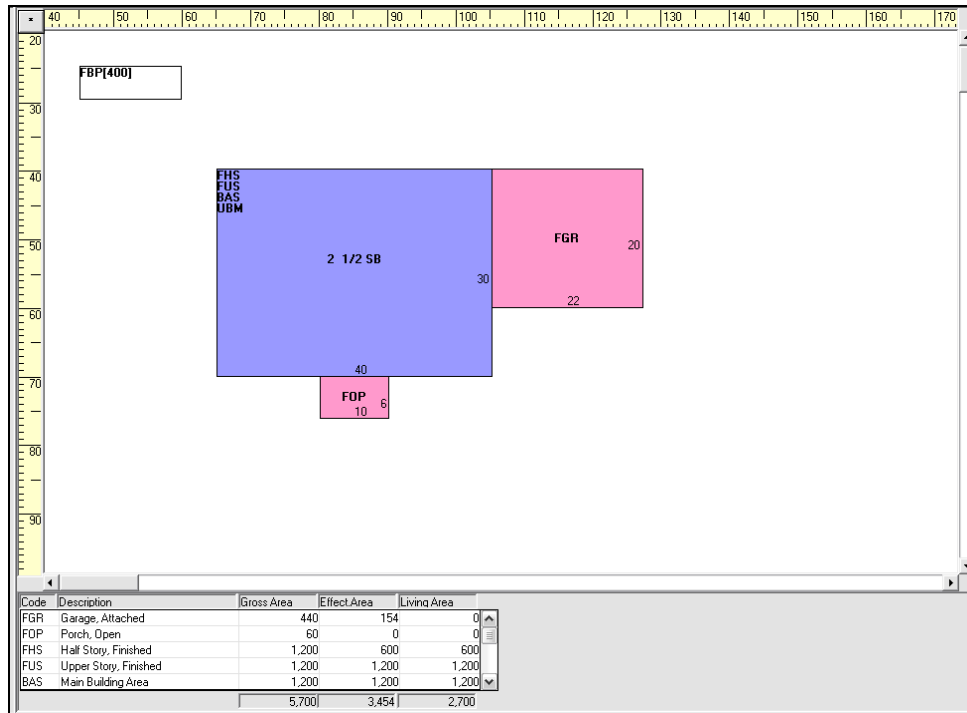 * 40 50 60 70 80 90 100 110 120 130 140 150 160 170
20
FBP[400]
30
40
FHS
FUS
BAS
UBM
FGR
50
20
2 1/2 SB
30
22
60
40
70
FOP
6
10
80
90
Code Description Gross Area Effect.Area Living Area
FGR Garage, Attached 440 154 0
FOP Porch, Open 60 0 0
FHS Half Story, Finished 1,200 600 600
FUS Upper Story, Finished 1,200 1,200 1,200
BAS Main Building Area 1,200 1,200 1,200
5,700 3,454 2,700